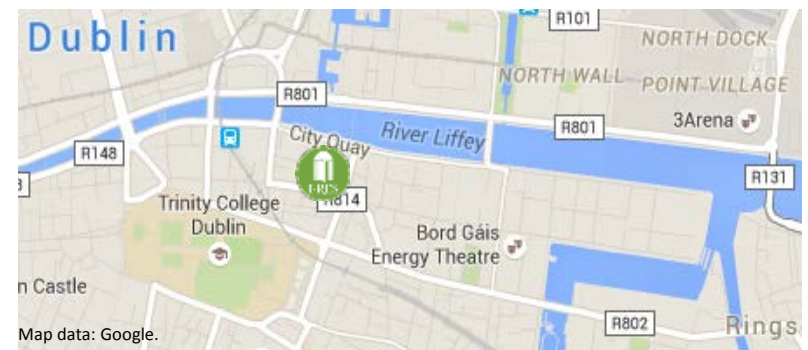 Dublin
R101
NORTH DOCK
NORTH WALL
POINT VILLAGE
R801
3Arena
City Quay
River Liffey
R801
R148
R131
R814
Trinity College
Dublin
Bord Gáis
Energy Theatre
n Castle
R802
Rings
Map data: Google.